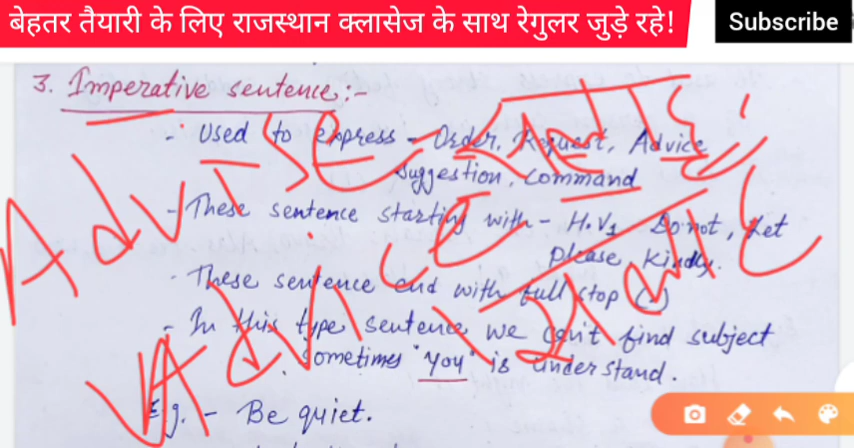 बेहतर तैयारी के लिए राजस्थान क्लासेज के साथ रेगुलर जुड़े रहे!
Subscribe
3. Imperative sentence :-
- Used to express - Order, Request, Advice
Suggestion, Command
- These sentence starting with - H.V₁ Do not, Let
please, Kindly.
- These sentence end with full stop (.)
- In this type sentence we can't find subject
Sometimes "You" is understand.
E.g. - Be quiet.
AdviSe
Advice